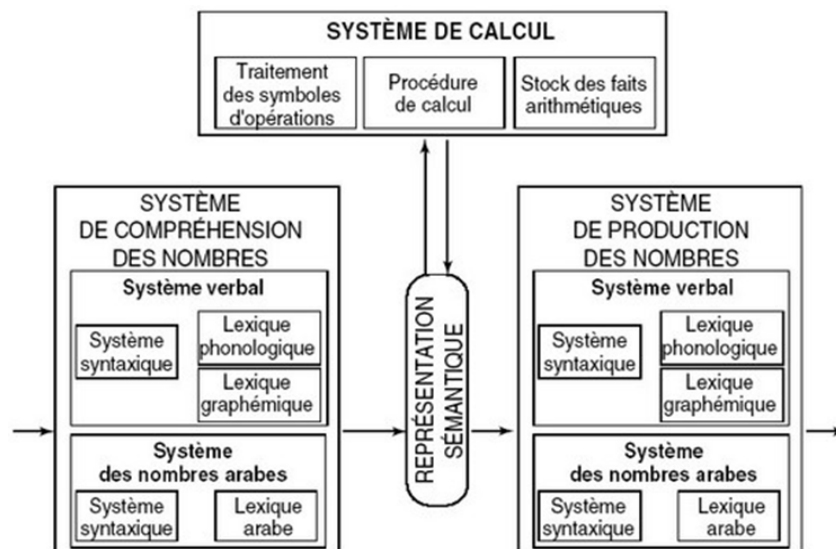 SYSTÈME DE CALCUL
Traitement
des symboles
d'opérations
Procédure
de calcul
Stock des faits
arithmétiques
SYSTÈME
DE COMPRÉHENSION
DES NOMBRES
Système verbal
Système
syntaxique
Lexique
phonologique
Lexique
graphémique
Système
des nombres arabes
Système
syntaxique
Lexique
arabe
REPRÉSENTATION
SÉMANTIQUE
SYSTÈME
DE PRODUCTION
DES NOMBRES
Système verbal
Système
syntaxique
Lexique
phonologique
Lexique
graphémique
Système
des nombres arabes
Système
syntaxique
Lexique
arabe